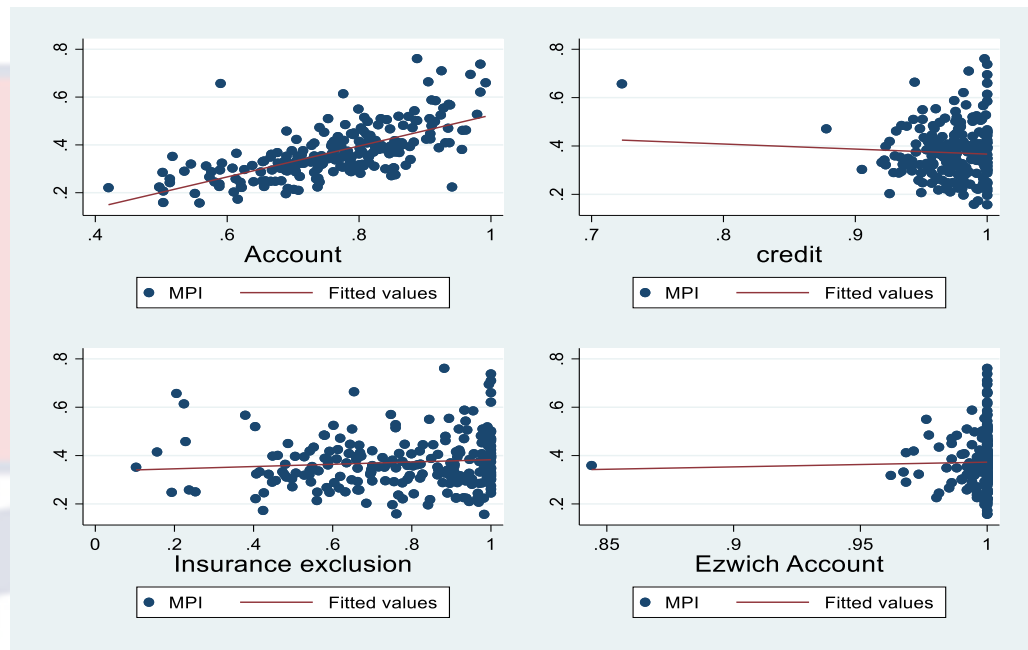 .8
.6
.4
.2
.4 .6 .8 1
Account
MPI Fitted values
.8
.6
.4
.2
.7 .8 .9 1
credit
MPI Fitted values
.8
.6
.4
.2
0 .2 .4 .6 .8 1
Insurance exclusion
MPI Fitted values
.8
.6
.4
.2
.85 .9 .95 1
Ezwich Account
MPI Fitted values